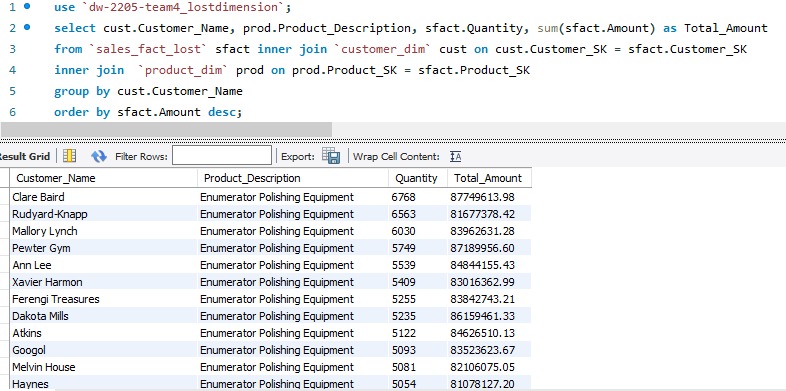 1 use `dw-2205-team4_lostdimension`;
2 select cust.Customer_Name, prod.Product_Description, sfact.Quantity, sum(sfact.Amount) as Total_Amount
3 from `sales_fact_lost` sfact inner join `customer_dim` cust on cust.Customer_SK = sfact.Customer_SK
4 inner join `product_dim` prod on prod.Product_SK = sfact.Product_SK
5 group by cust.Customer_Name
6 order by sfact.Amount desc;
esult Grid Filter Rows: Export: Wrap Cell Content: IA
Customer_Name Product_Description Quantity Total_Amount
Clare Baird Enumerator Polishing Equipment 6768 87749613.98
Rudyard-Knapp Enumerator Polishing Equipment 6563 81677378.42
Mallory Lynch Enumerator Polishing Equipment 6030 83962631.28
Pewter Gym Enumerator Polishing Equipment 5749 87189956.60
Ann Lee Enumerator Polishing Equipment 5539 84844155.43
Xavier Harmon Enumerator Polishing Equipment 5409 83016362.99
Ferengi Treasures Enumerator Polishing Equipment 5255 83842743.21
Dakota Mills Enumerator Polishing Equipment 5235 86159461.33
Atkins Enumerator Polishing Equipment 5122 84626510.13
Googol Enumerator Polishing Equipment 5093 83523623.67
Melvin House Enumerator Polishing Equipment 5081 82106075.05
Haynes Enumerator Polishing Equipment 5054 81078127.20